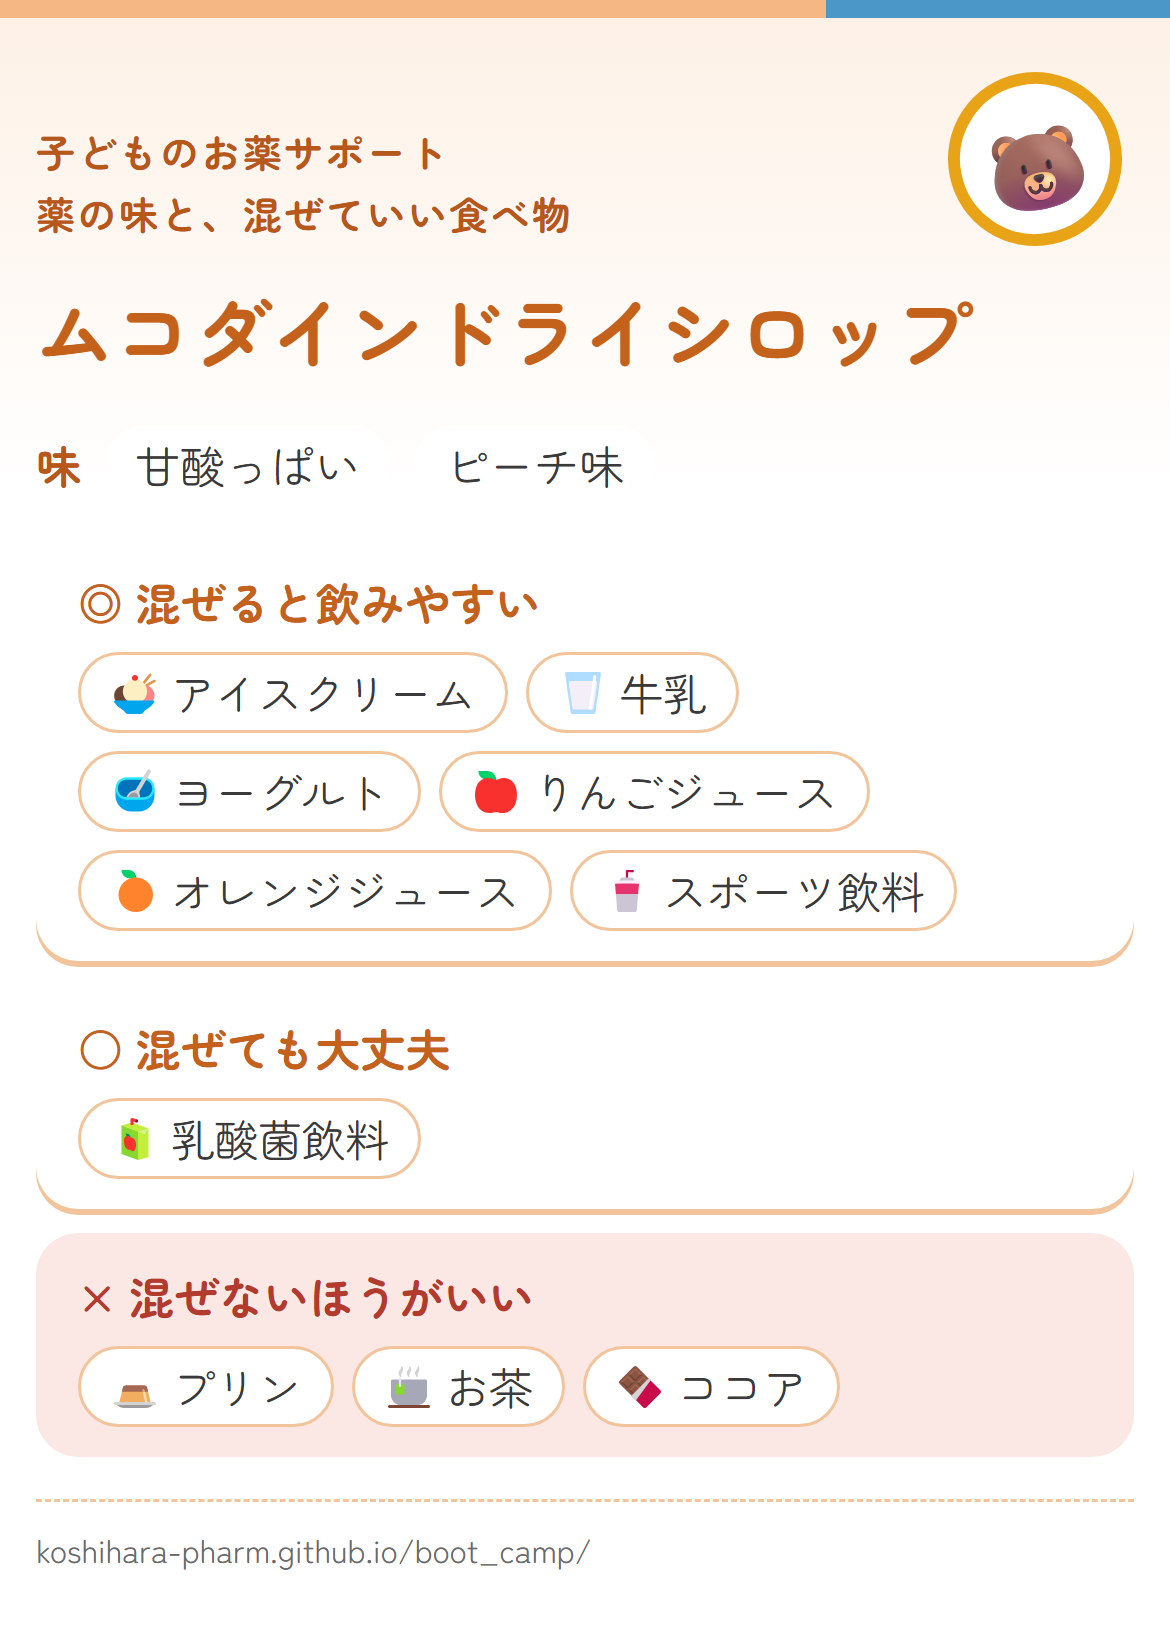 子どものお薬サポート
薬の味と、混ぜていい食べ物
ムコダインドライシロップ
味 甘酸っぱい ピーチ味
◎ 混ぜると飲みやすい
アイスクリーム 牛乳
ヨーグルト りんごジュース
オレンジジュース スポーツ飲料
○ 混ぜても大丈夫
乳酸菌飲料
× 混ぜないほうがいい
プリン お茶 ココア
koshihara-pharm.github.io/boot_camp/